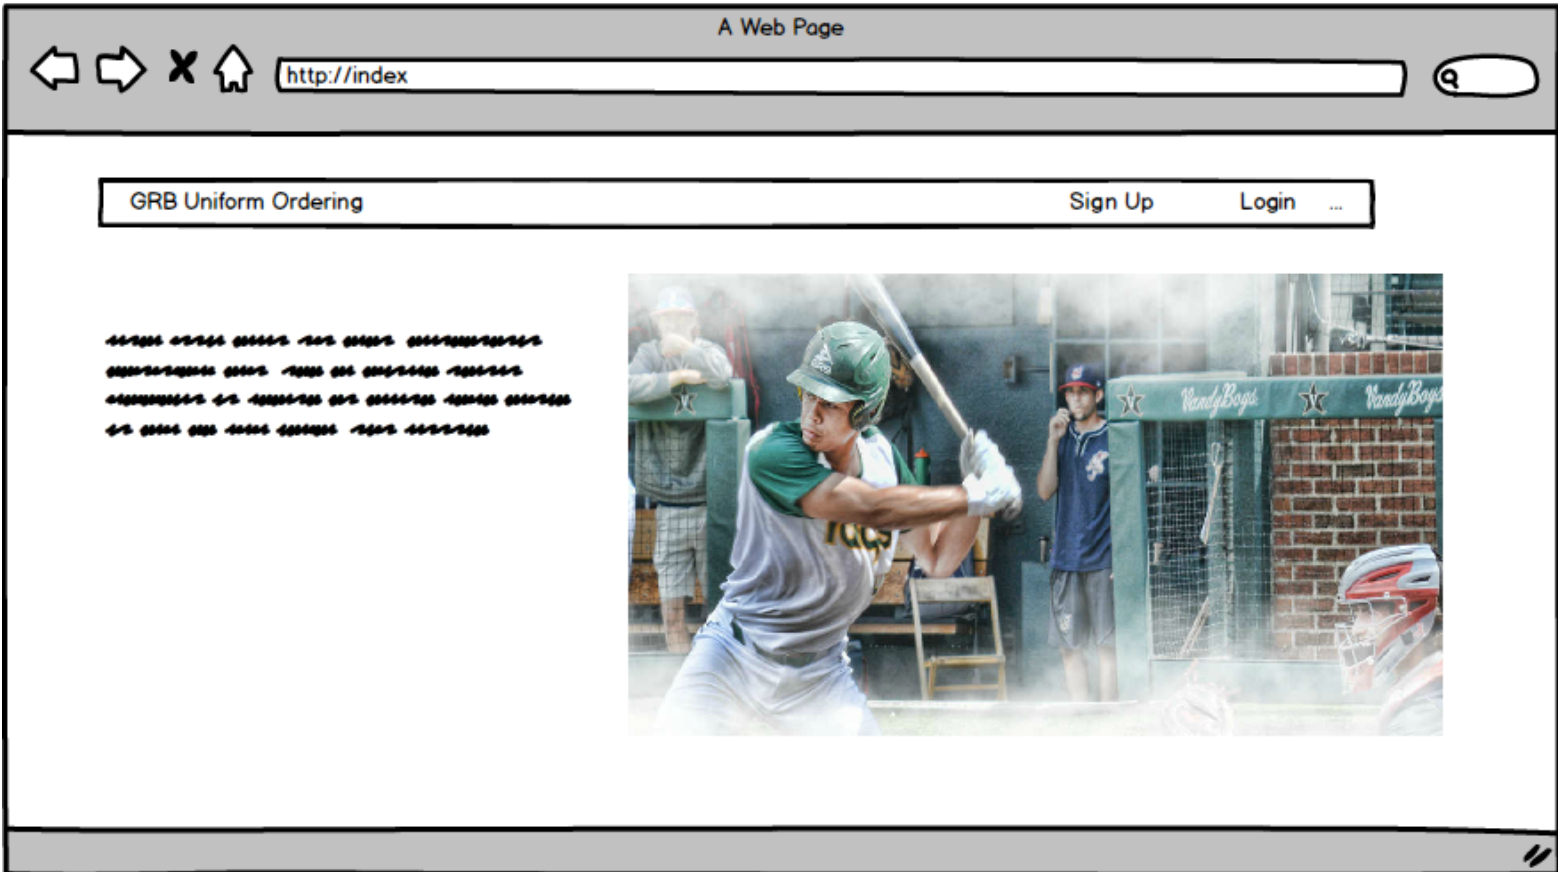 A Web Page
http://index
GRB Uniform Ordering
Sign Up
Login
...
VandyBoys
VandyBoys
V
V
V